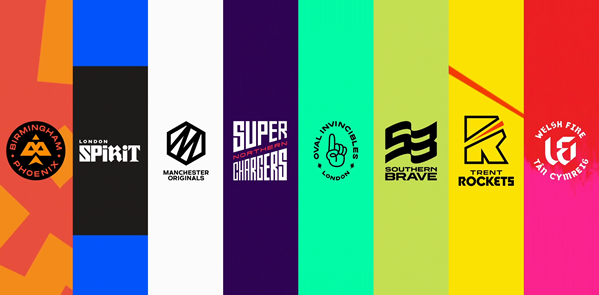 BIRMINGHAM
PHOENIX
LONDON
SPIRIT
MANCHESTER
ORIGINALS
SUPER
NORTHERN
CHARGERS
OVAL INVINCIBLES
LONDON
SB
SOUTHERN
BRAVE
TRENT
ROCKETS
WELSH FIRE
TÂN CYMREIG